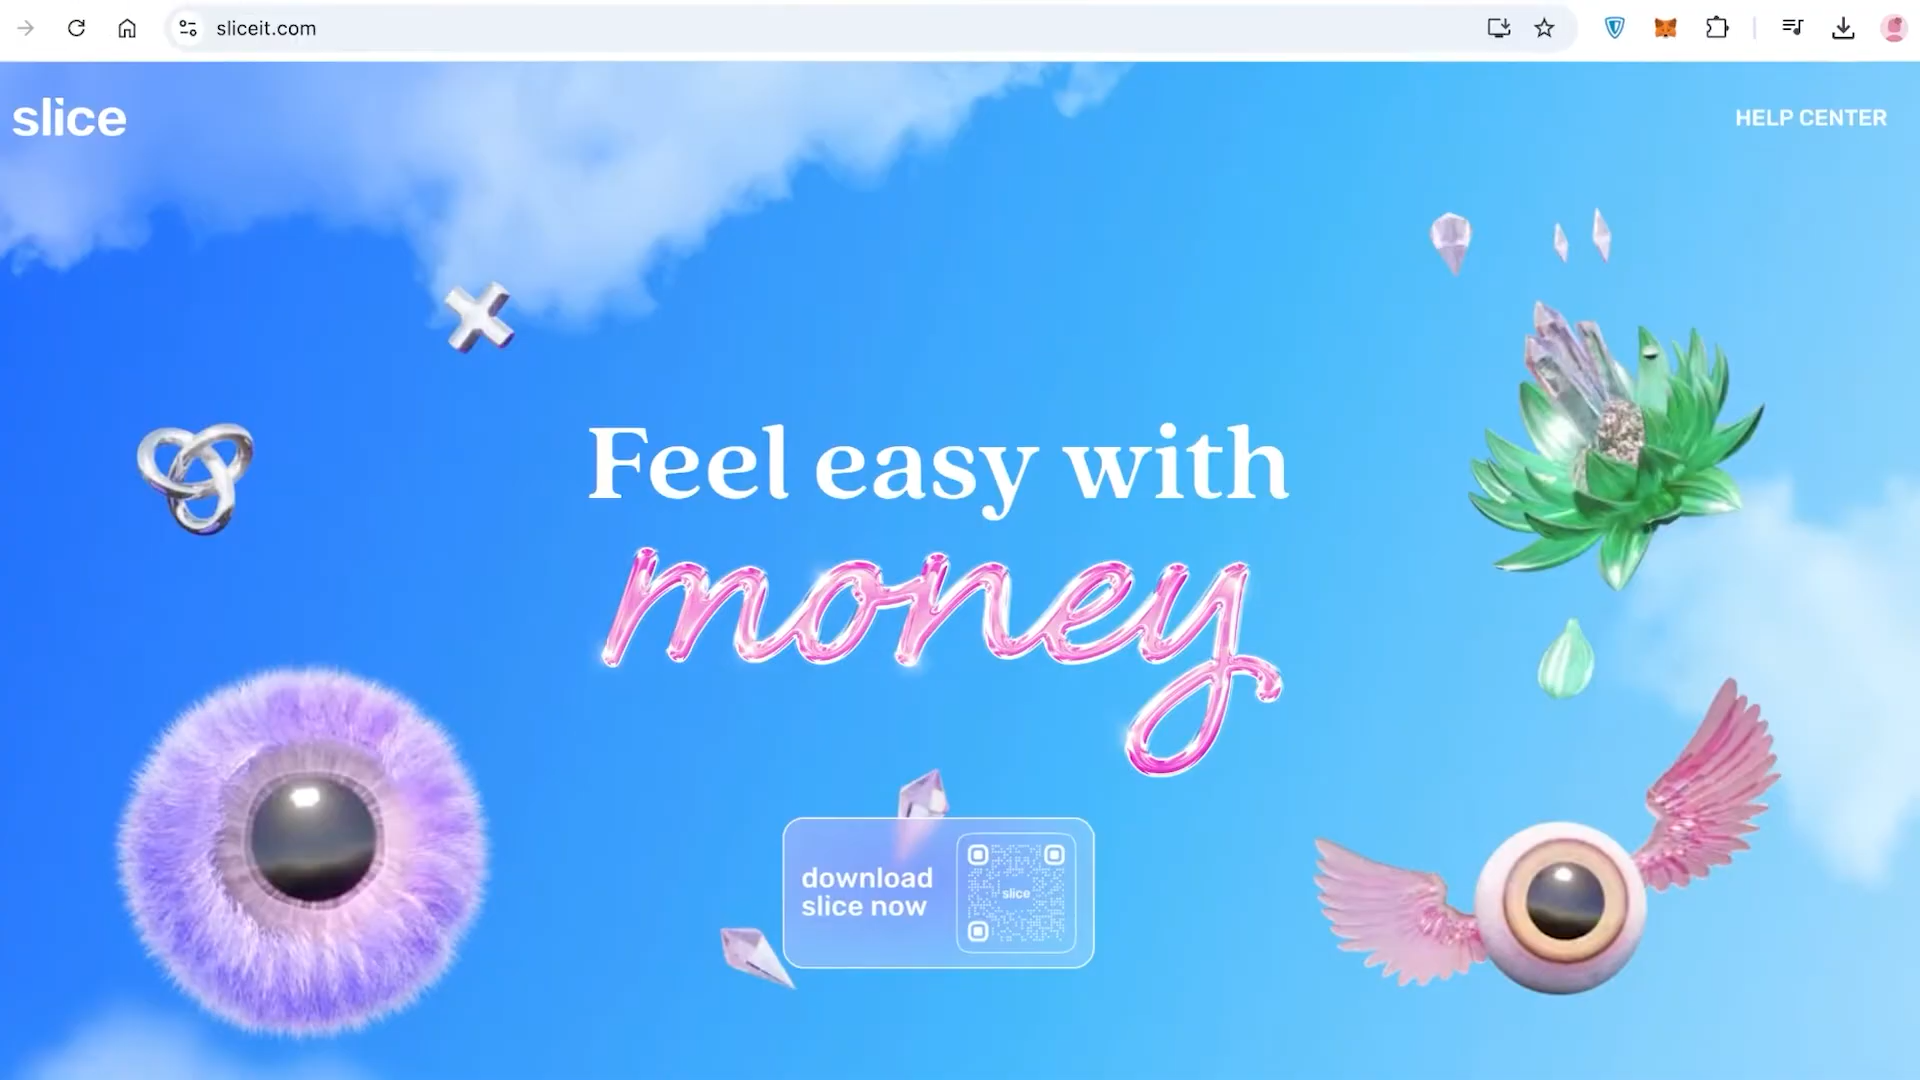 sliceit.com
slice
HELP CENTER
Feel easy with
money
download
slice now
slice